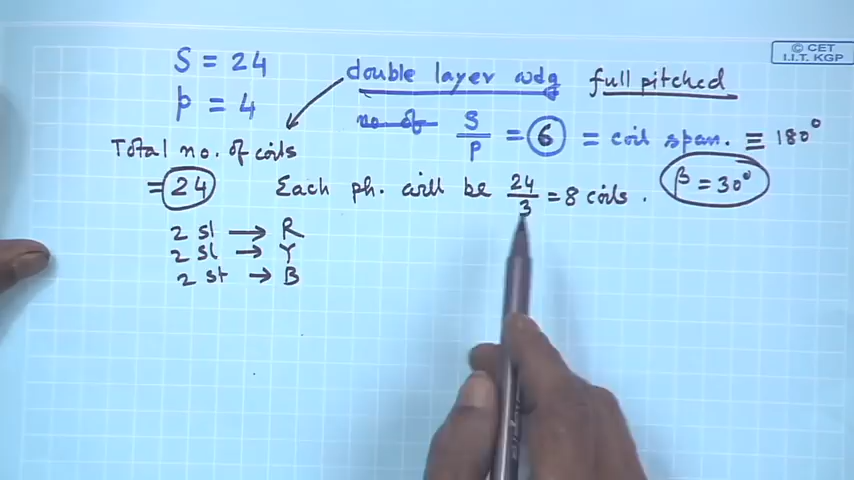 © CET
I.I.T. KGP
S = 24
double layer wdg full pitched
p = 4
no. of S/p = 6 = coil span. ≡ 180°
Total no. of coils
= 24
Each ph. will be 24/3 = 8 coils.
β = 30°
2 sl → R
2 sl → Y
2 st → B